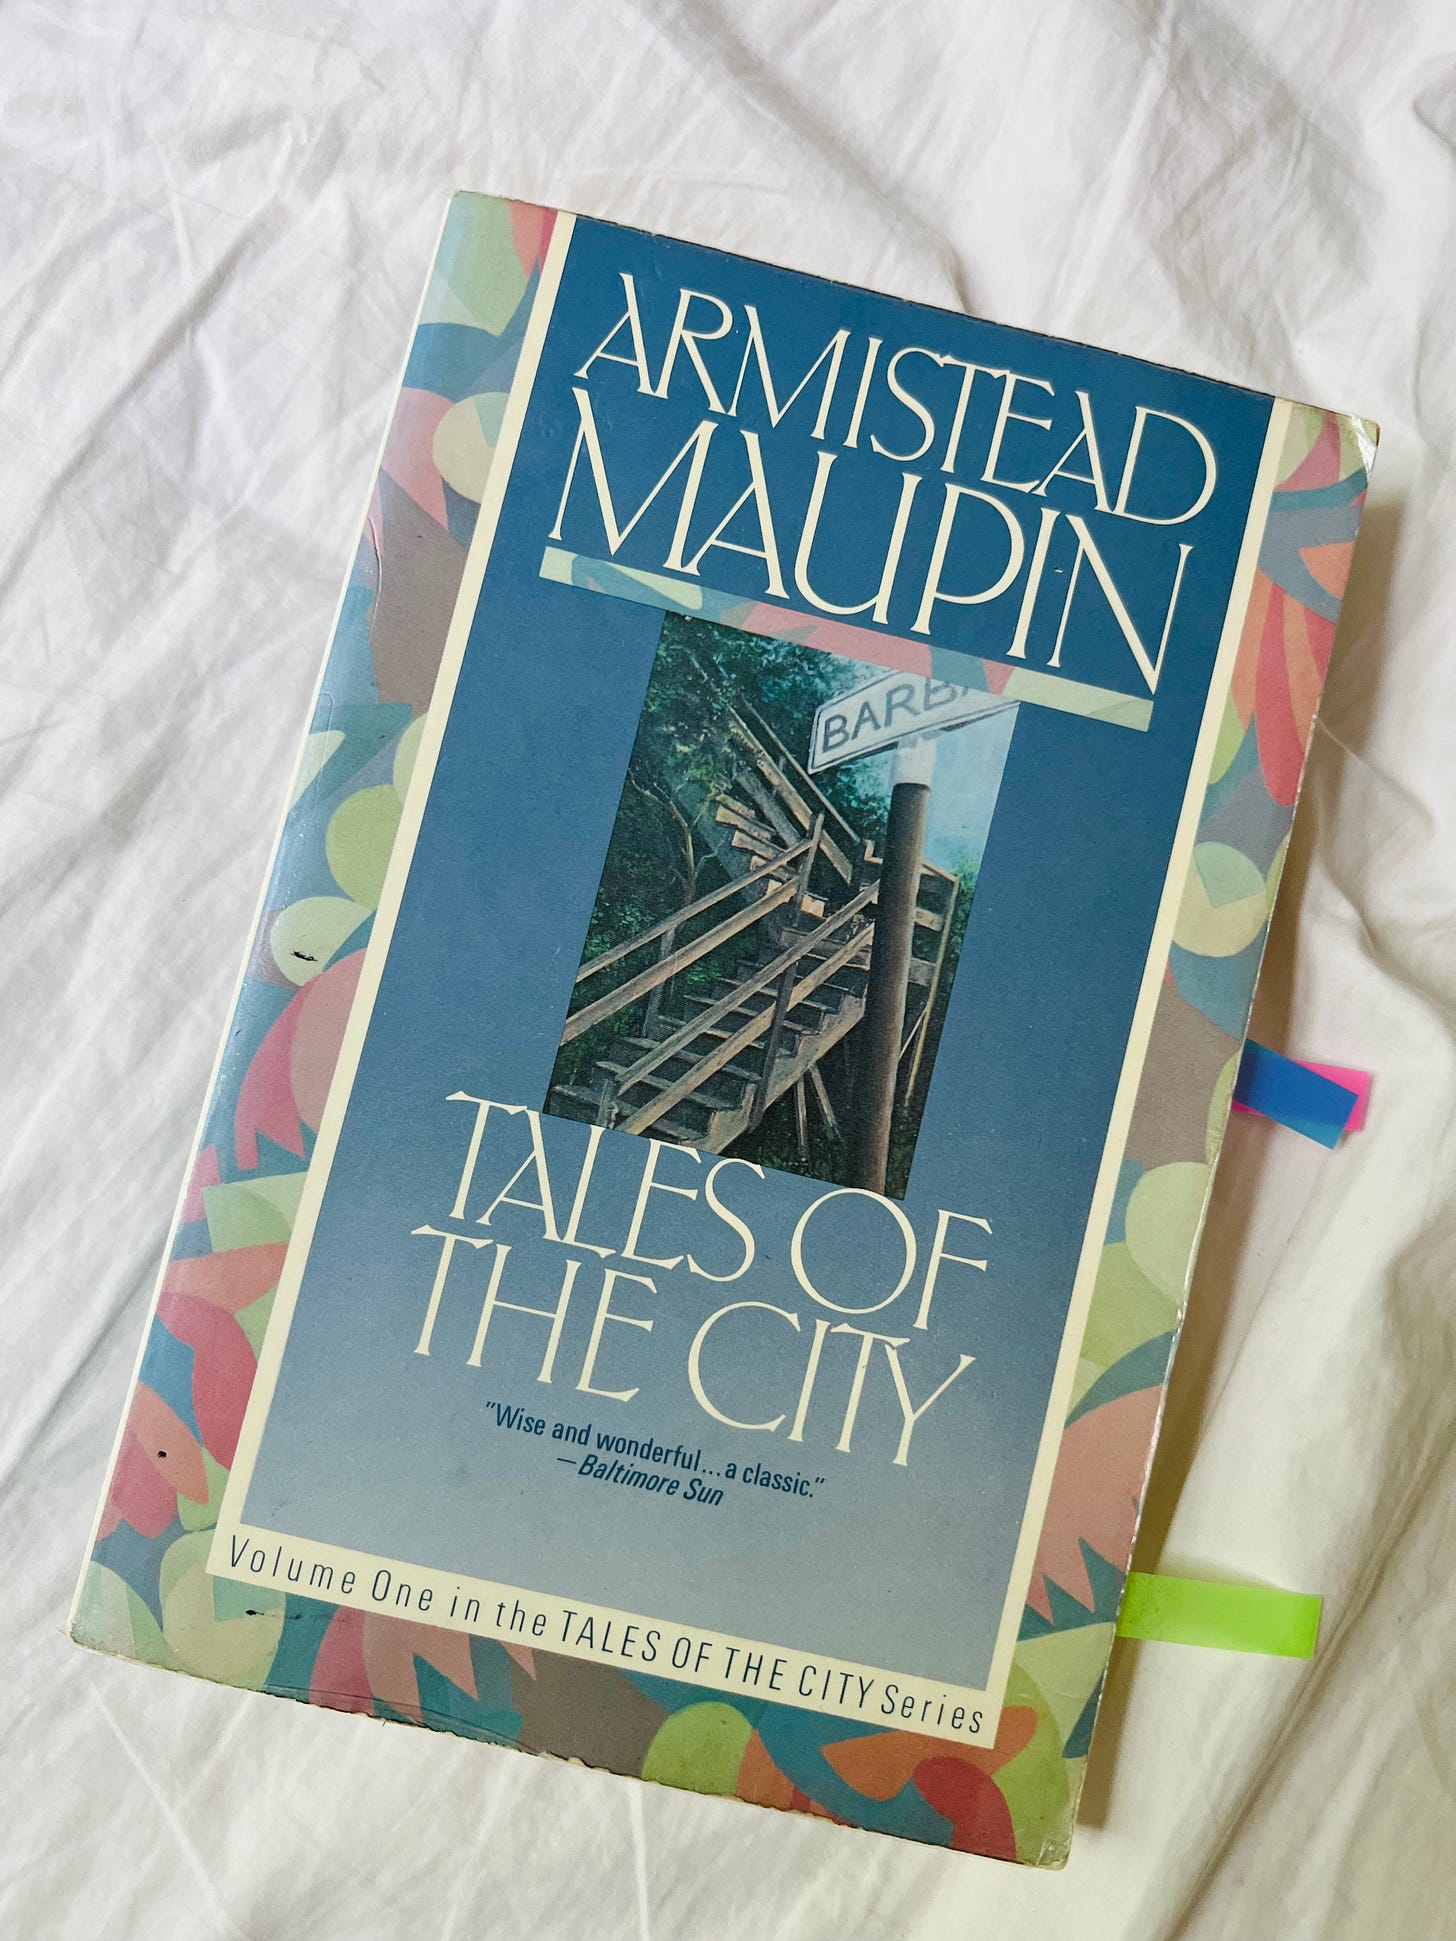 ARMISTEAD
MAUPIN
BARBA
TALES OF
THE CITY
"Wise and wonderful...a classic."
—Baltimore Sun
Volume One in the TALES OF THE CITY Series